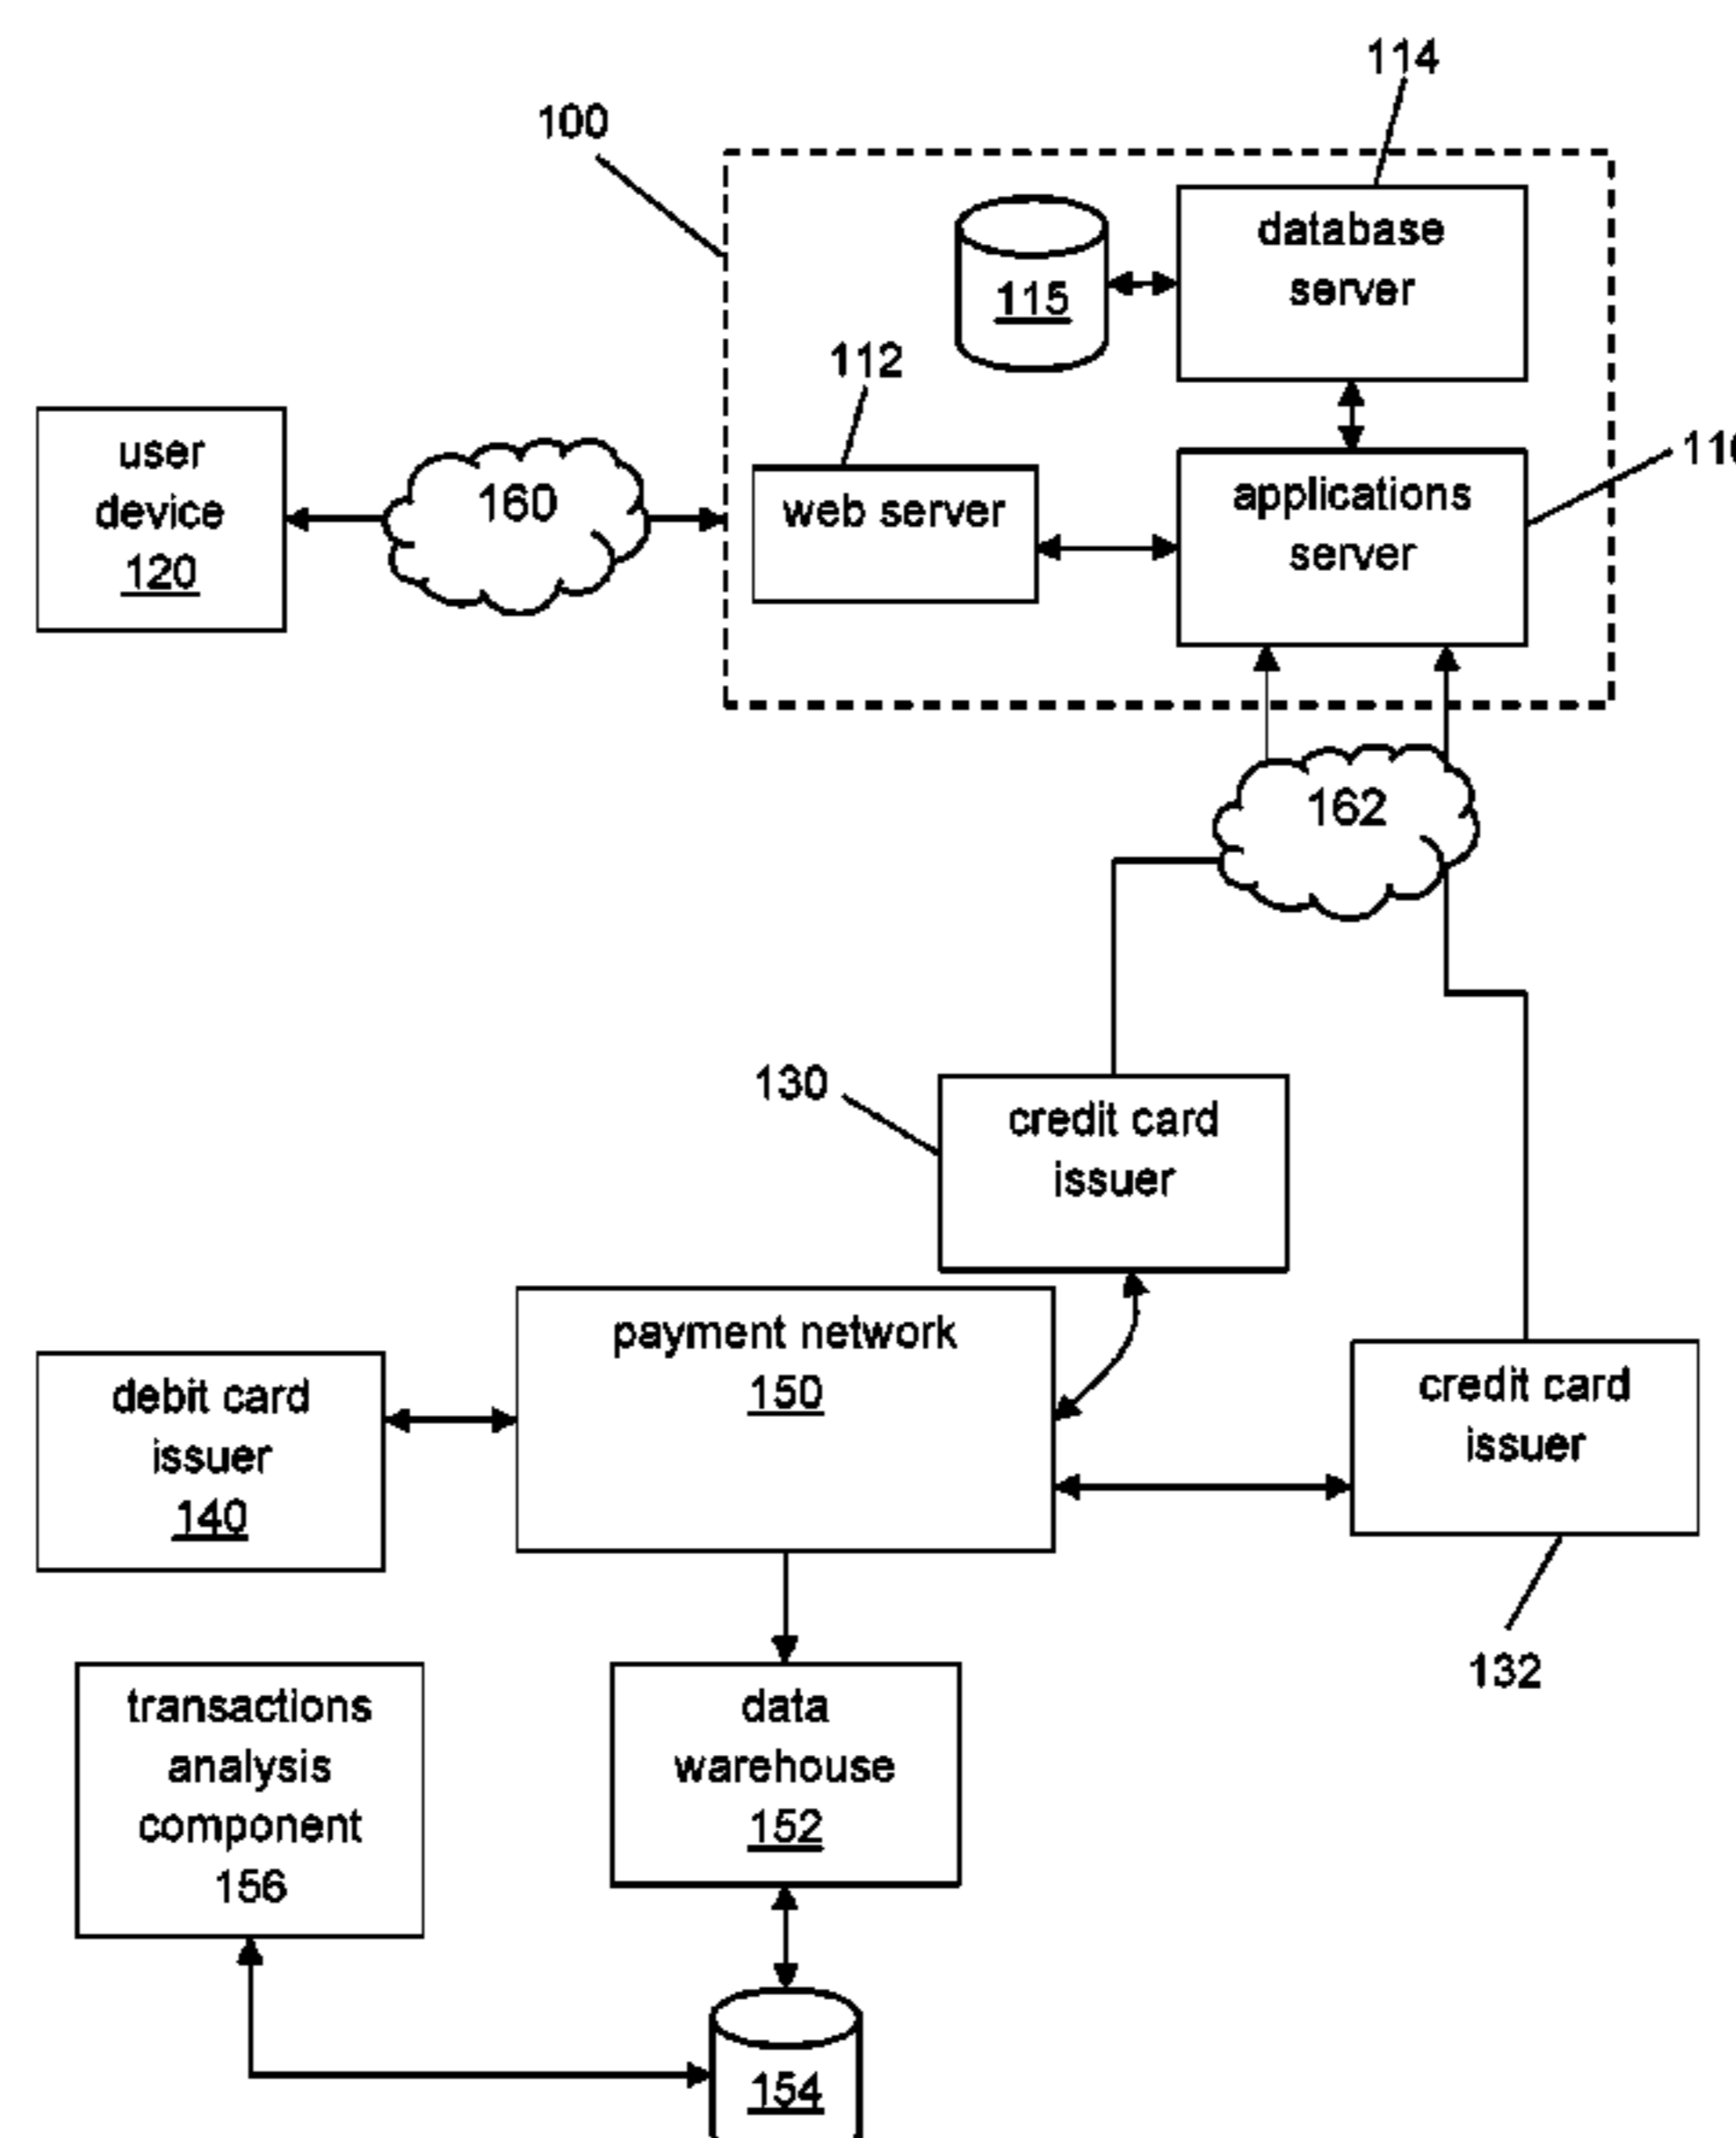 114
100
database
server
115
112
user
device
120
160
web server
applications
server
162
130
credit card
issuer
payment network
150
debit card
issuer
140
credit card
issuer
132
transactions
analysis
component
156
data
warehouse
152
154